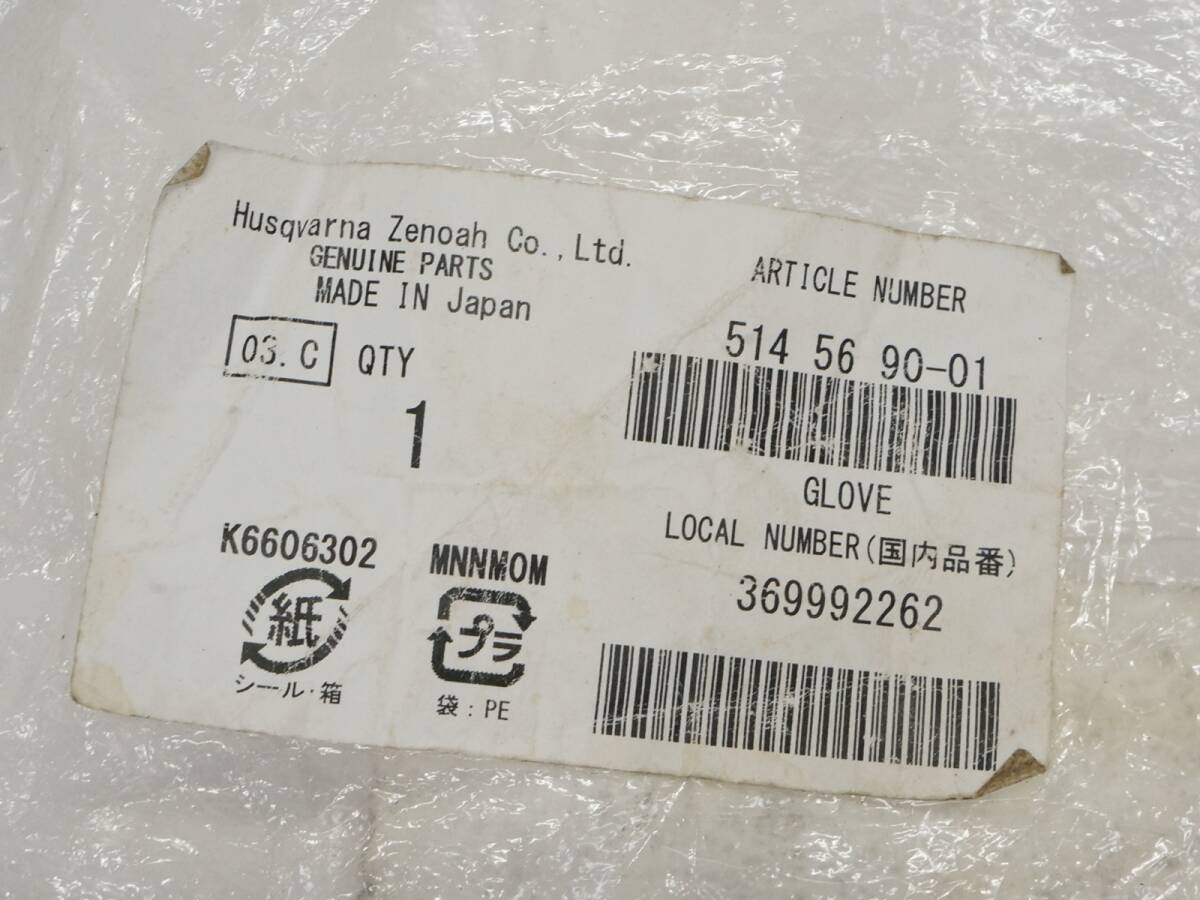 Husqvarna Zenoah Co., Ltd.
GENUINE PARTS
MADE IN Japan
03. C QTY
1
ARTICLE NUMBER
514 56 90-01
GLOVE
LOCAL NUMBER(国内品番)
369992262
K6606302
紙
シール・箱
MNNMOM
プラ
袋:PE